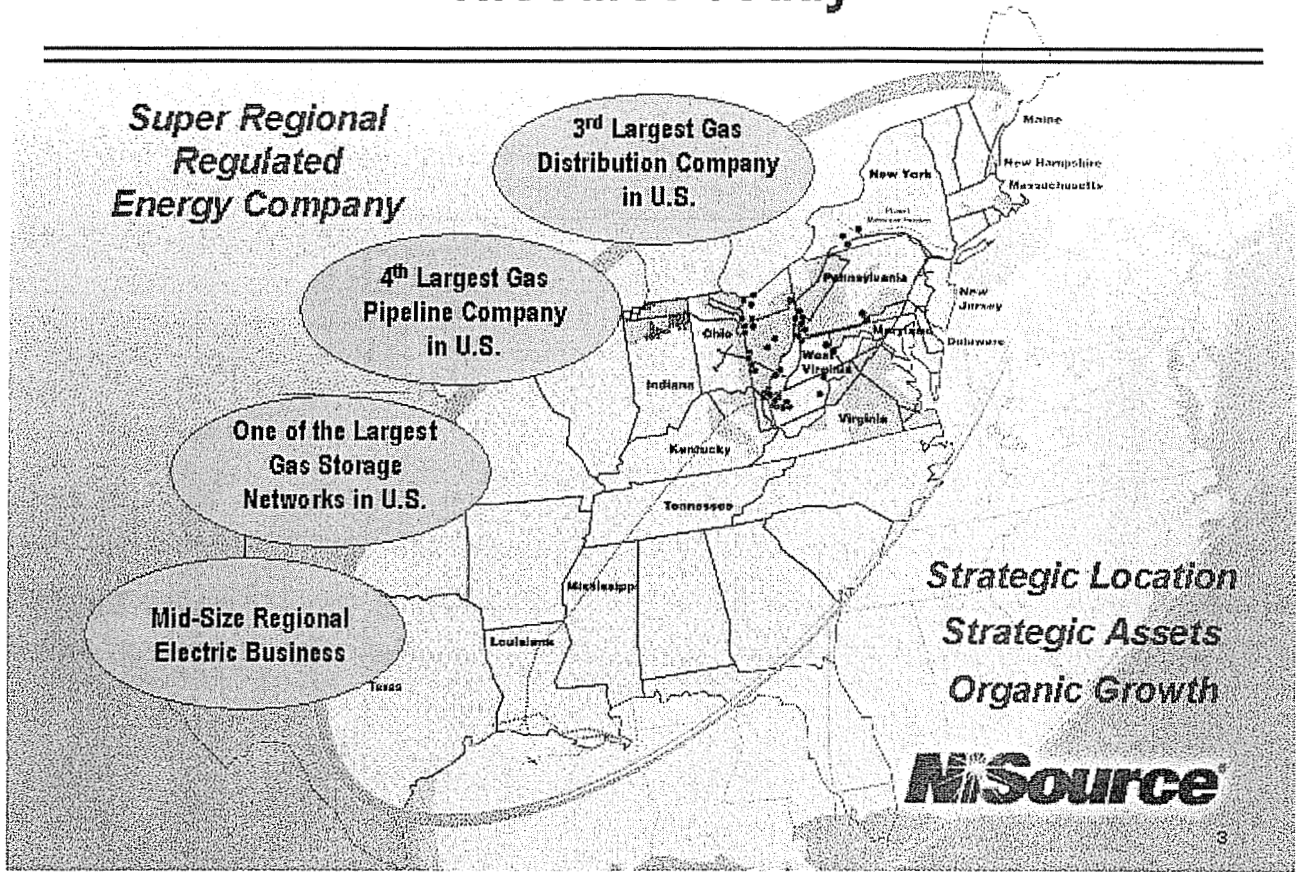 Super Regional
Regulated
Energy Company
3rd Largest Gas
Distribution Company
in U.S.
4th Largest Gas
Pipeline Company
in U.S.
One of the Largest
Gas Storage
Networks in U.S.
Mid-Size Regional
Electric Business
Maine
New Hampshire
Massachusetts
New York
Pennsylvania
New
Jersey
Maryland
Delaware
Ohio
West
Virginia
Indiana
Virginia
Kentucky
Tennessee
Mississippi
Louisiana
Texas
Strategic Location
Strategic Assets
Organic Growth
NiSource
3